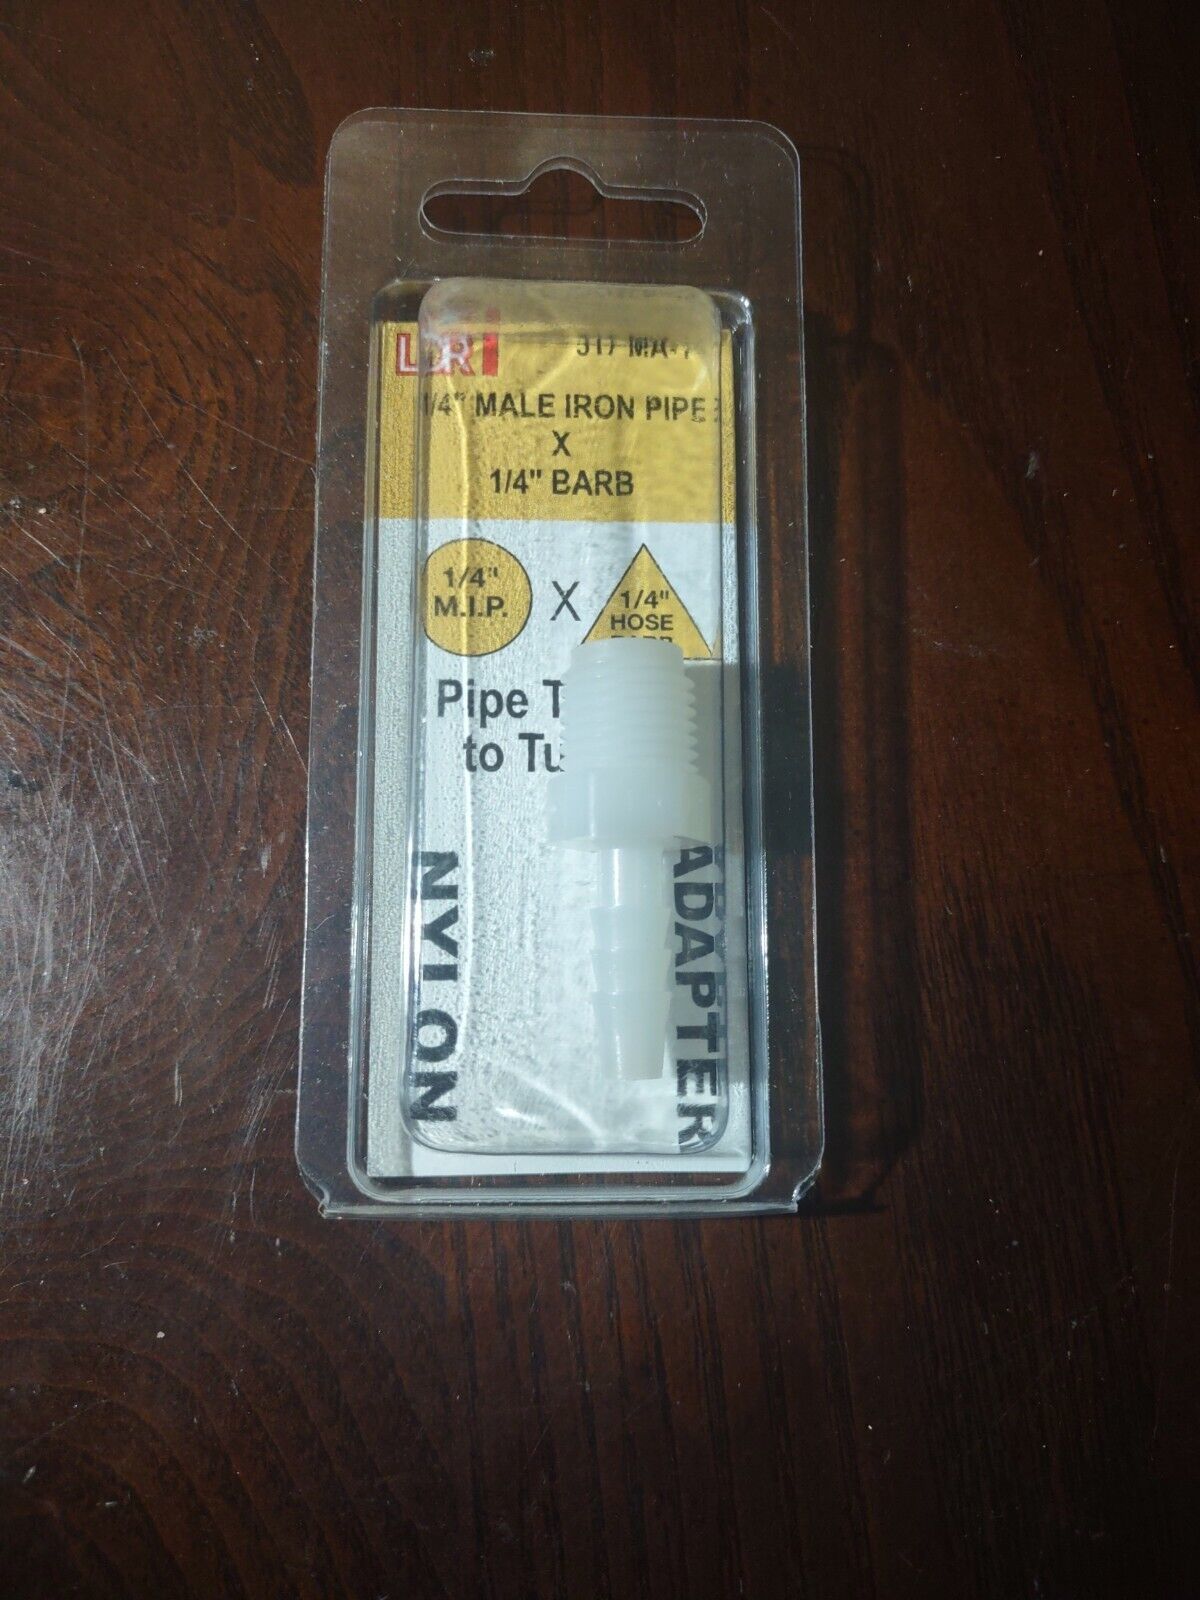 LDR
1/4" MALE IRON PIPE
X
1/4" BARB
1/4"
M.I.P.
X
1/4"
HOSE
Pipe T
to Tu
NYLON
ADAPTER